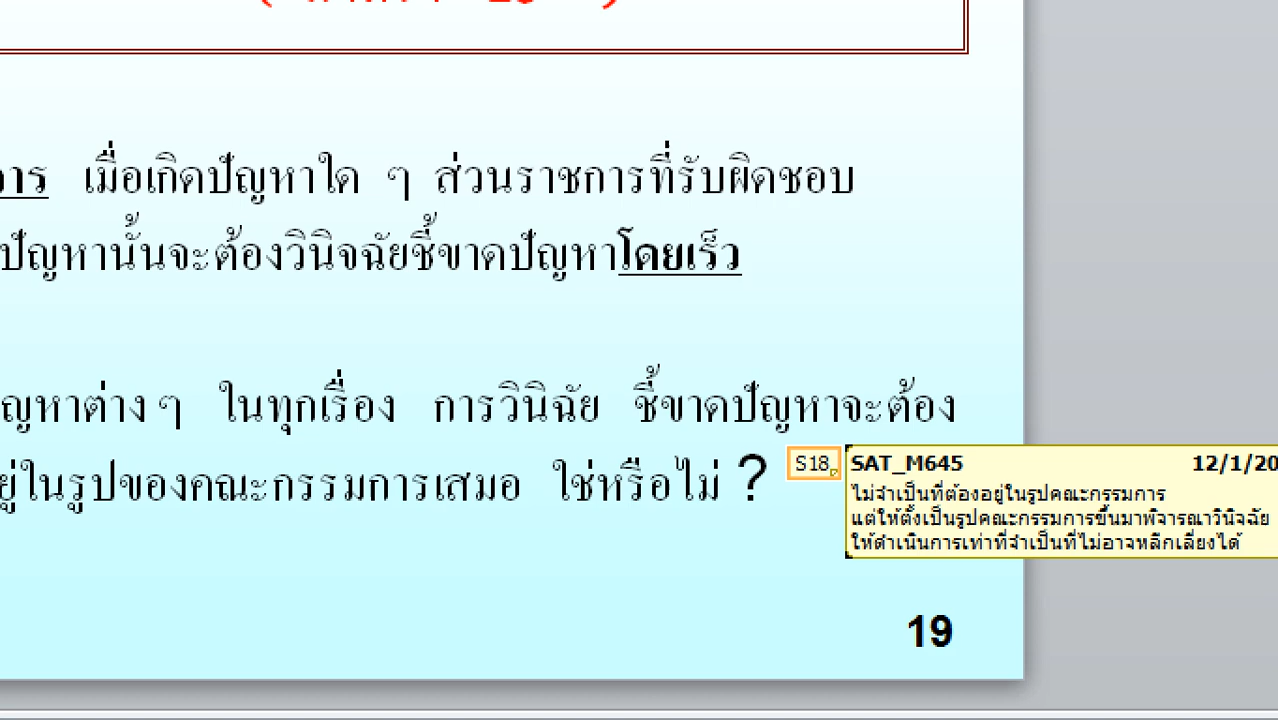 เมื่อเกิดปัญหาใด ๆ ส่วนราชการที่รับผิดชอบ
ปัญหานั้นจะต้องวินิจฉัยชี้ขาดปัญหาโดยเร็ว
ญหาต่างๆ ในทุกเรื่อง การวินิฉัย ชี้ขาดปัญหาจะต้อง
ยู่ในรูปของคณะกรรมการเสมอ ใช่หรือไม่ ?
S18 SAT_M645 12/1/20
ไม่จำเป็นที่ต้องอยู่ในรูปคณะกรรมการ
แต่ให้ตั้งเป็นรูปคณะกรรมการขึ้นมาพิจารณาวินิจฉัย
ให้ดำเนินการเท่าที่จำเป็นที่ไม่อาจหลีกเลี่ยงได้
19